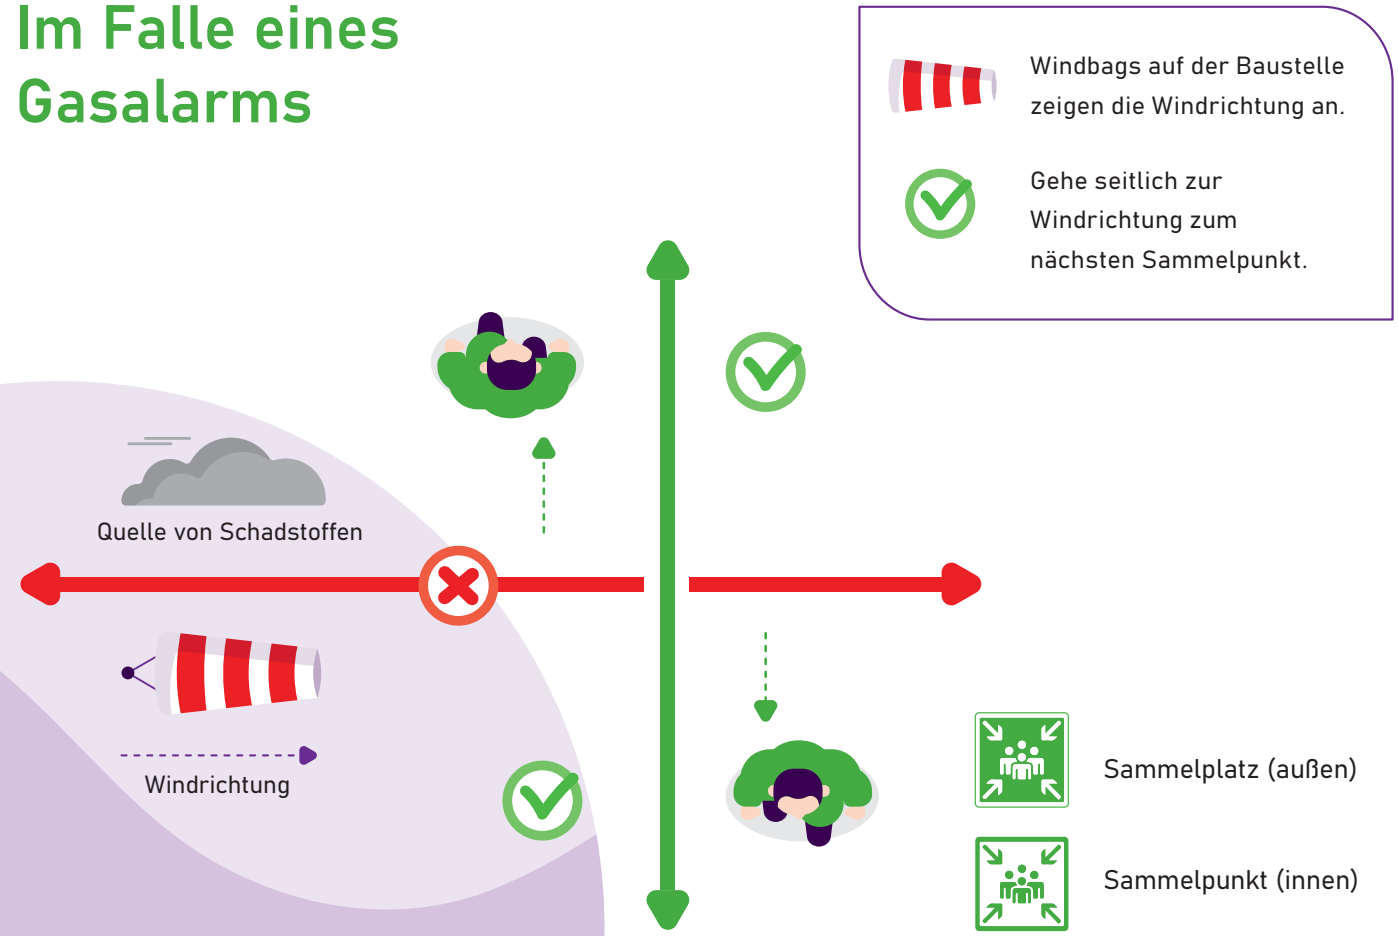 Im Falle eines
Gasalarms
Windbags auf der Baustelle
zeigen die Windrichtung an.
Gehe seitlich zur
Windrichtung zum
nächsten Sammelpunkt.
Quelle von Schadstoffen
Windrichtung
Sammelplatz (außen)
Sammelpunkt (innen)